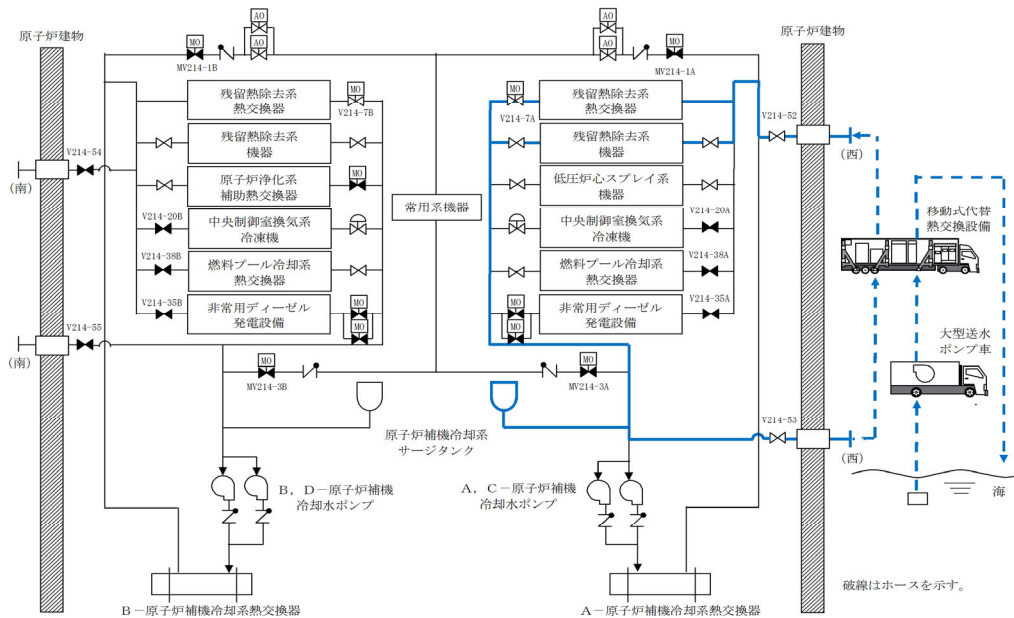 原子炉建物
AO
AO
MO
MV214-1B
AO
AO
MO
MV214-1A
原子炉建物
残留熱除去系
熱交換器
MO
V214-7B
MO
V214-7A
残留熱除去系
熱交換器
V214-52
(西)
V214-54
(南)
残留熱除去系
機器
残留熱除去系
機器
原子炉浄化系
補助熱交換器
MO
低圧炉心スプレイ系
機器
常用系機器
V214-20B
中央制御室換気系
冷凍機
中央制御室換気系
冷凍機
V214-20A
移動式代替
熱交換設備
V214-38B
燃料プール冷却系
熱交換器
燃料プール冷却系
熱交換器
V214-38A
V214-35B
非常用ディーゼル
発電設備
MO
MO
MO
MO
非常用ディーゼル
発電設備
V214-35A
V214-55
(南)
大型送水
ポンプ車
MO
MV214-3B
MO
MV214-3A
V214-53
(西)
原子炉補機冷却系
サージタンク
B,D-原子炉補機
冷却水ポンプ
A,C-原子炉補機
冷却水ポンプ
海
破線はホースを示す。
B-原子炉補機冷却系熱交換器
A-原子炉補機冷却系熱交換器